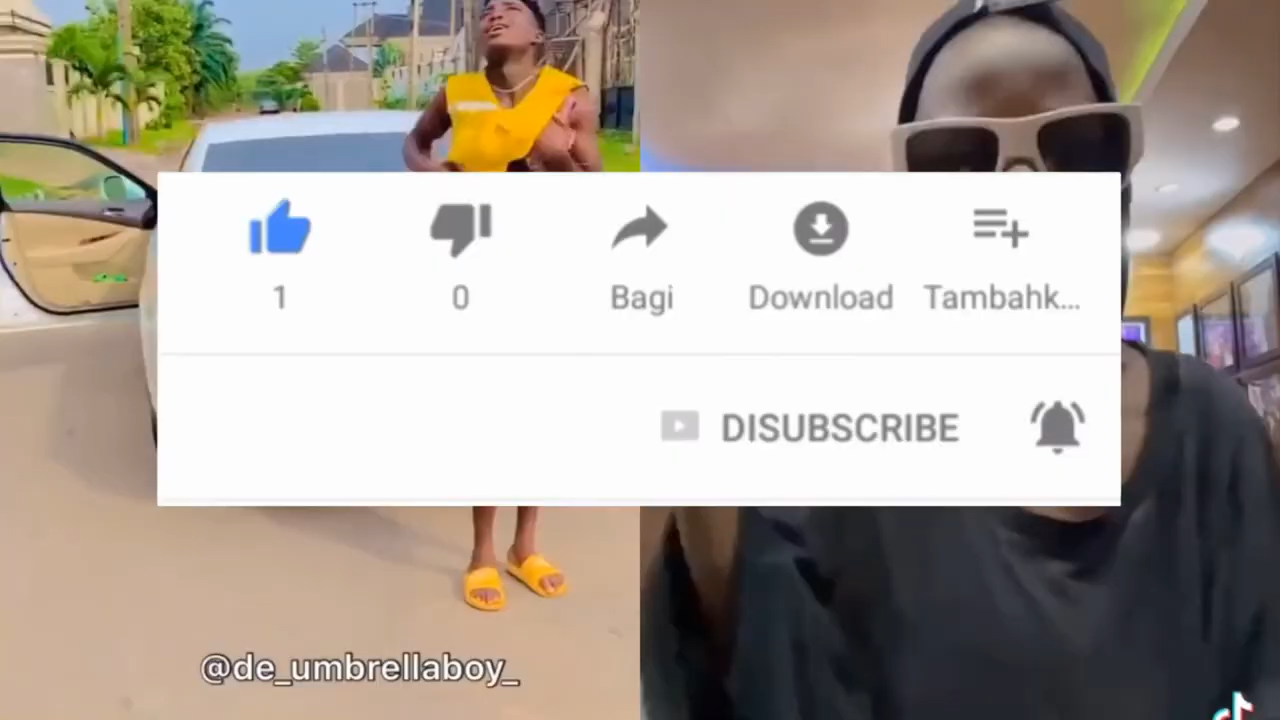 1
0
Bagi
Download
Tambahk...
DISUBSCRIBE
@de_umbrellaboy_